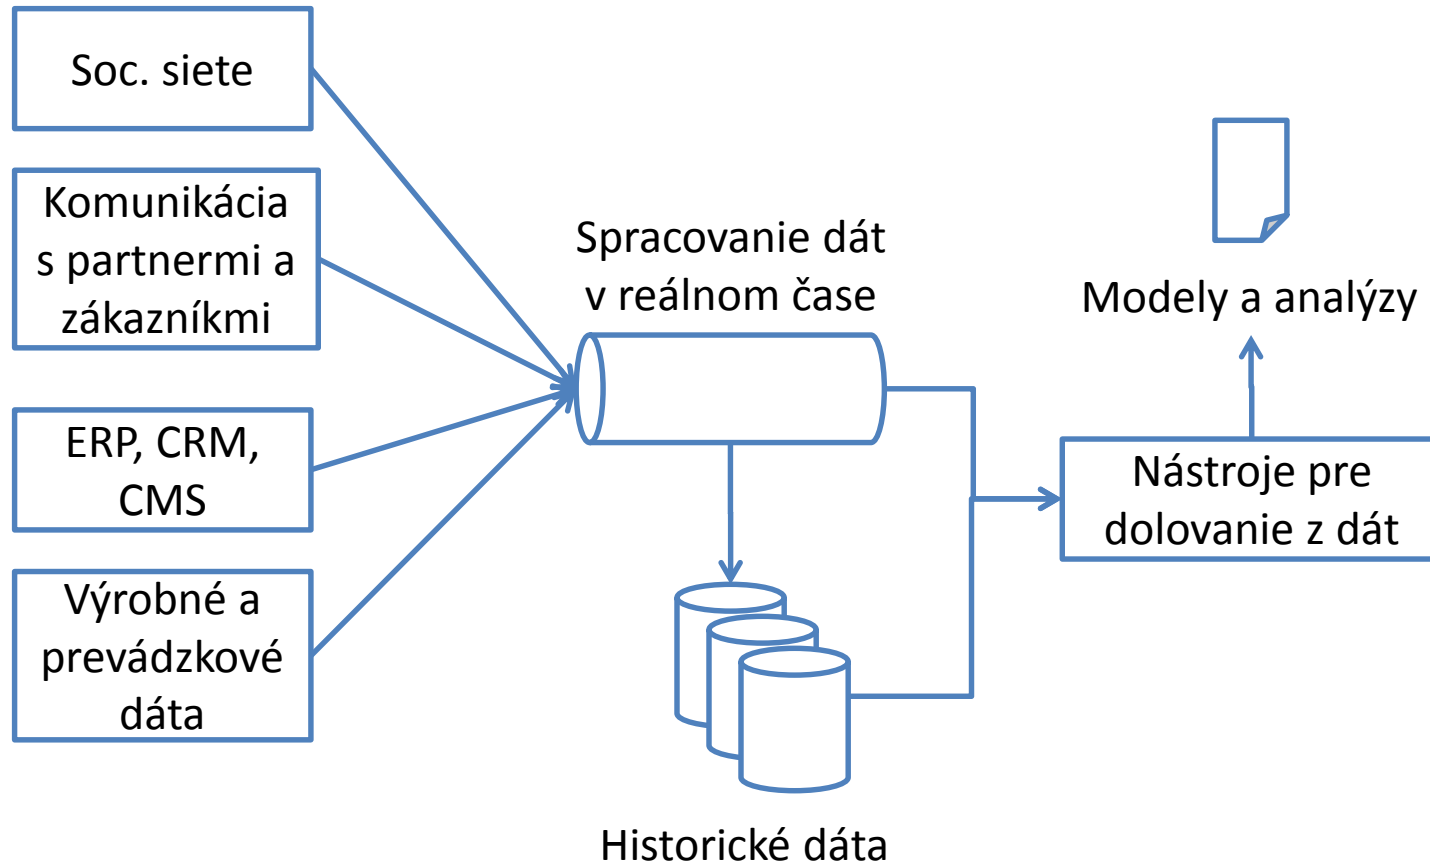 Soc. siete
Komunikácia
s partnermi a
zákazníkmi
ERP, CRM,
CMS
Výrobné a
prevádzkové
dáta
Spracovanie dát
v reálnom čase
Historické dáta
Modely a analýzy
Nástroje pre
dolovanie z dát